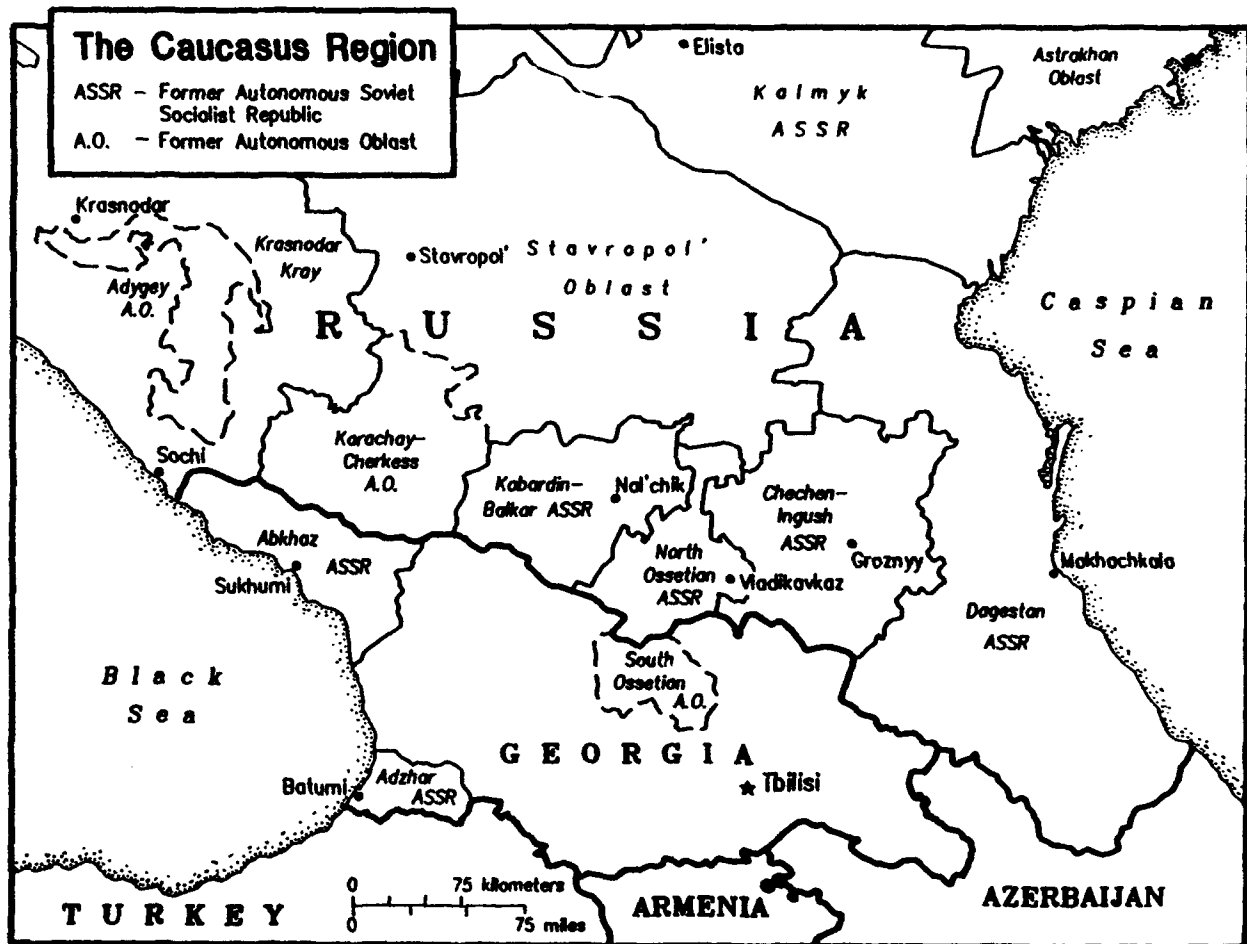 The Caucasus Region
ASSR - Former Autonomous Soviet
Socialist Republic
A.O. - Former Autonomous Oblast
Elista
Astrakhan
Oblast
Kalmyk
ASSR
Krasnodar
Krasnodar
Kray
Stavropol'
Stavropol'
Oblast
Adygey
A.O.
Caspian
Sea
RUSSIA
Karachay-
Cherkess
A.O.
Sochi
Kabardin-
Balkar ASSR
Nal'chik
Chechen-
Ingush
ASSR
Groznyy
Abkhaz
ASSR
Sukhumi
North
Ossetian
ASSR
Vladikavkaz
Makhachkala
Dagestan
ASSR
South
Ossetian
A.O.
Black
Sea
GEORGIA
Tbilisi
Batumi
Adzhar
ASSR
0 75 kilometers
0 75 miles
TURKEY
ARMENIA
AZERBAIJAN